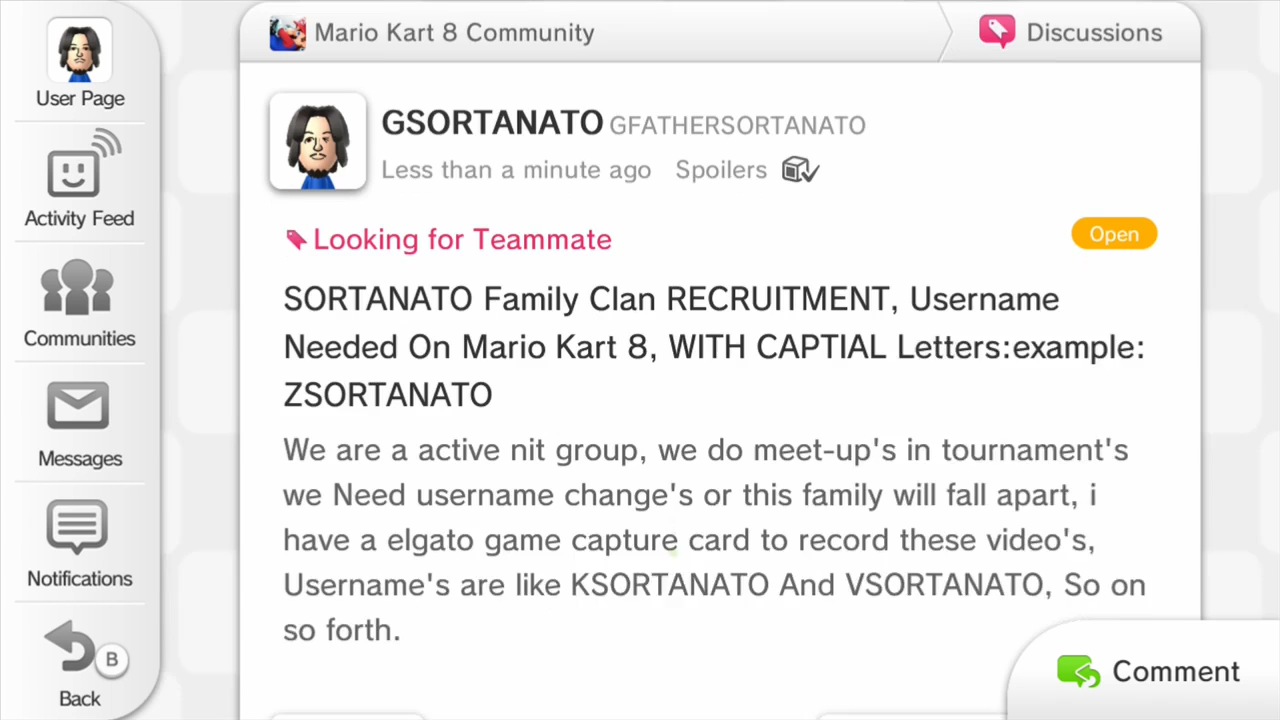 User Page
Activity Feed
Communities
Messages
Notifications
B
Back
Mario Kart 8 Community
Discussions
GSORTANATO GFATHERSORTANATO
Less than a minute ago Spoilers
Looking for Teammate
Open
SORTANATO Family Clan RECRUITMENT, Username
Needed On Mario Kart 8, WITH CAPTIAL Letters:example:
ZSORTANATO
We are a active nit group, we do meet-up's in tournament's
we Need username change's or this family will fall apart, i
have a elgato game capture card to record these video's,
Username's are like KSORTANATO And VSORTANATO, So on
so forth.
Comment